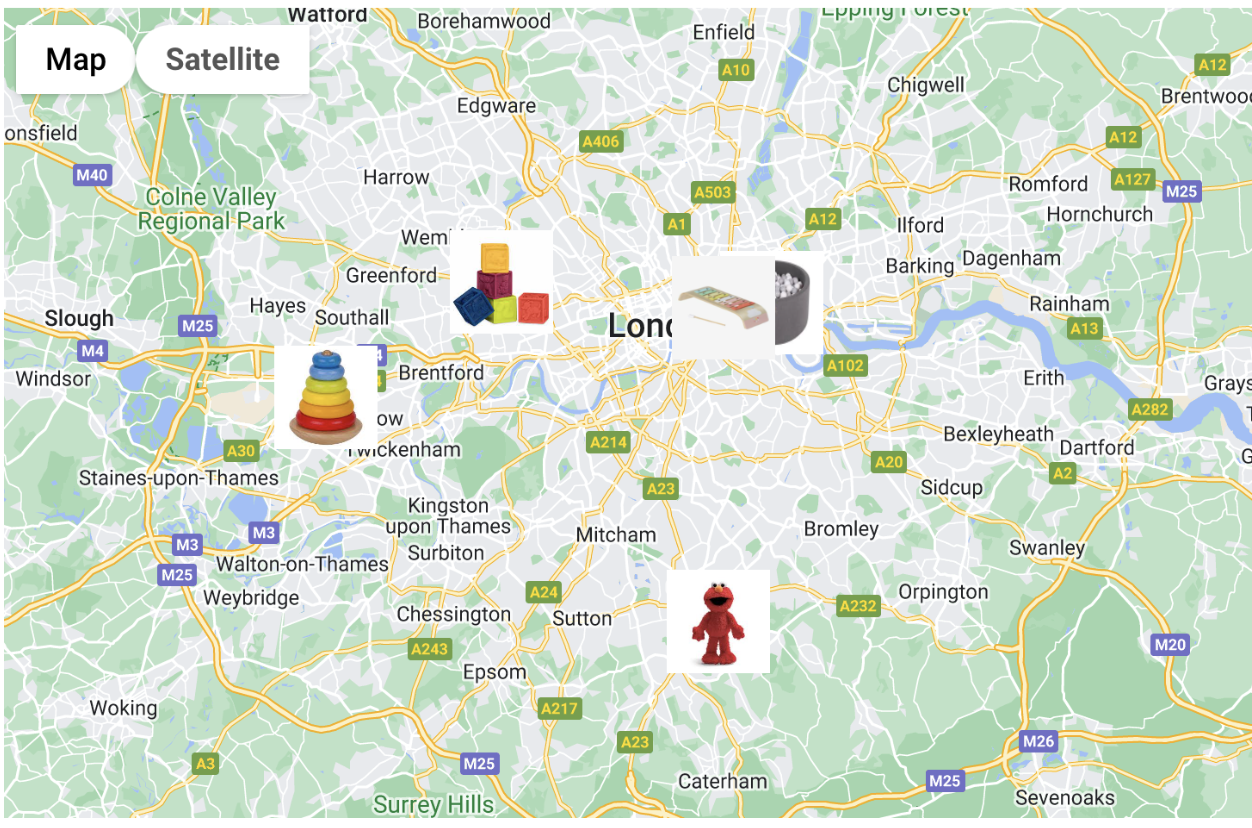 Watford
Borehamwood
Epping Forest
Enfield
Map
Satellite
A10
A12
Chigwell
Brentwood
Edgware
onsfield
A406
A12
M40
Harrow
A503
Romford
A127
M25
Colne Valley
Regional Park
A1
A12
Ilford
Hornchurch
Wem
Greenford
Barking
Dagenham
Hayes
Southall
Rainham
Slough
M25
Lond
A13
M4
4
Windsor
Brentford
A102
Erith
Grays
4
A282
ow
A30
Twickenham
A214
Bexleyheath
Dartford
Staines-upon-Thames
A23
A20
A2
Sidcup
Kingston
upon Thames
Mitcham
Bromley
M3
M3
Surbiton
Swanley
Walton-on-Thames
M25
Weybridge
A24
A232
Orpington
Chessington
Sutton
A243
M20
Epsom
Woking
A217
A23
M26
A3
M25
Caterham
M25
Surrey Hills
Sevenoaks